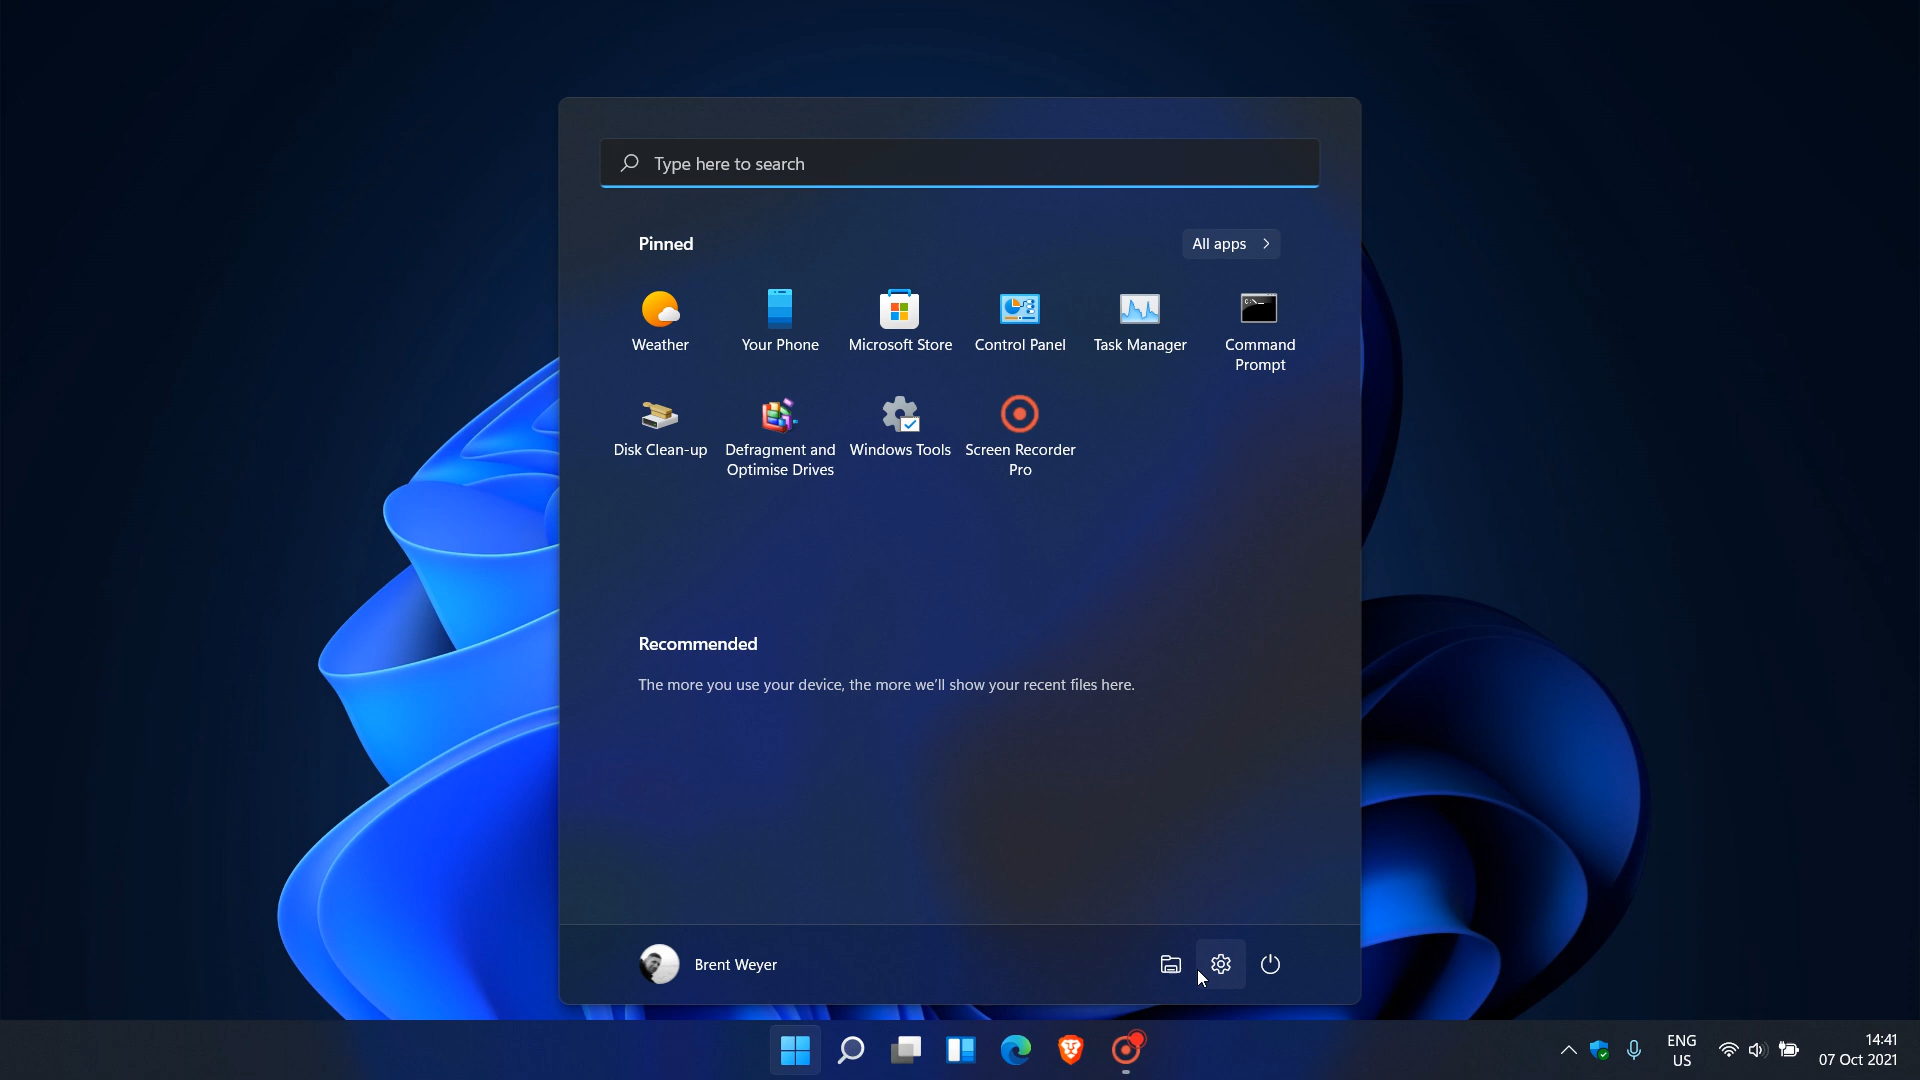 Type here to search
Pinned
All apps
Weather
Your Phone
Microsoft Store
Control Panel
Task Manager
Command
Prompt
Disk Clean-up
Defragment and
Optimise Drives
Windows Tools
Screen Recorder
Pro
Recommended
The more you use your device, the more we'll show your recent files here.
Brent Weyer
ENG
US
14:41
07 Oct 2021